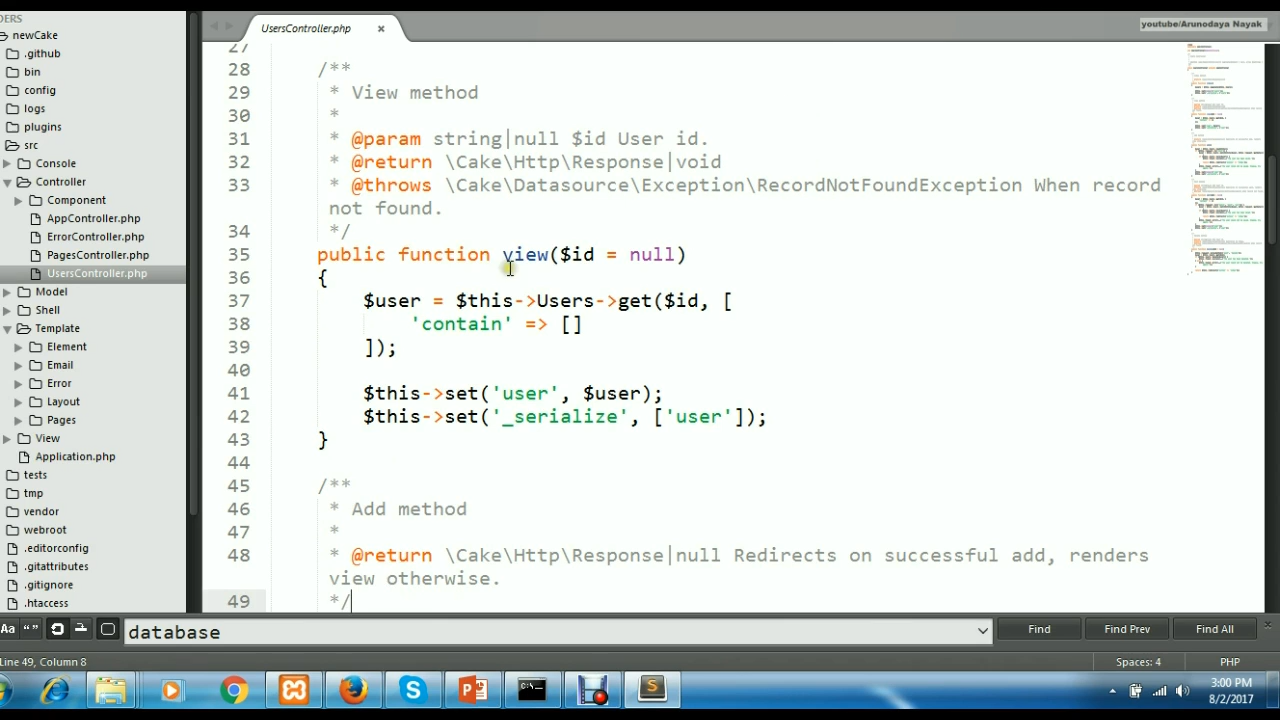 DERS
UsersController.php
youtube/Arunodaya Nayak
newCake
.github
bin
config
logs
plugins
src
Console
Controller
Component
AppController.php
ErrorController.php
PagesController.php
UsersController.php
Model
Shell
Template
Element
Email
Error
Layout
Pages
View
Application.php
tests
tmp
vendor
webroot
.editorconfig
.gitattributes
.gitignore
.htaccess
27
28 /**
29 * View method
30 *
31 * @param string|null $id User id.
32 * @return \Cake\Http\Response|void
33 * @throws \Cake\Datasource\Exception\RecordNotFoundException When record
not found.
34 */
35 public function view($id = null)
36 {
37 $user = $this->Users->get($id, [
38 'contain' => []
39 ]);
40
41 $this->set('user', $user);
42 $this->set('_serialize', ['user']);
43 }
44
45 /**
46 * Add method
47 *
48 * @return \Cake\Http\Response|null Redirects on successful add, renders
view otherwise.
49 */
Aa “” database Find Find Prev Find All
Line 49, Column 8 Spaces: 4 PHP
3:00 PM
8/2/2017